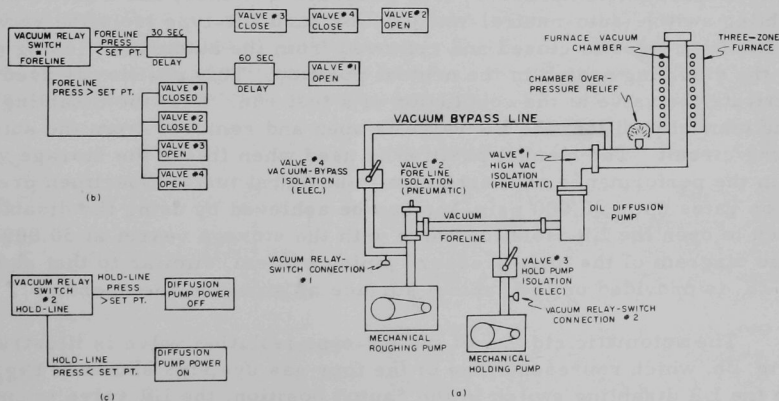 VACUUM RELAY
SWITCH
#1
FORELINE
FORELINE
PRESS
<SET PT.
30 SEC
DELAY
VALVE #3
CLOSE
VALVE #4
CLOSE
VALVE #2
OPEN
60 SEC
DELAY
VALVE #1
OPEN
FORELINE
PRESS > SET PT.
VALVE #1
CLOSED
VALVE #2
CLOSED
VALVE #3
OPEN
VALVE #4
OPEN
(b)
VACUUM RELAY
SWITCH
#2
HOLD-LINE
HOLD-LINE
PRESS
>SET PT.
DIFFUSION
PUMP POWER
OFF
HOLD-LINE
PRESS < SET PT.
DIFFUSION
PUMP POWER
ON
(c)
FURNACE VACUUM
CHAMBER
THREE-ZONE
FURNACE
CHAMBER OVER-
PRESSURE RELIEF
VACUUM BYPASS LINE
VALVE #4
VACUUM-BYPASS
ISOLATION
(ELEC.)
VALVE #2
FORE LINE
ISOLATION
(PNEUMATIC)
VALVE #1
HIGH VAC
ISOLATION
(PNEUMATIC)
OIL DIFFUSION
PUMP
VACUUM
FORELINE
VACUUM RELAY-
SWITCH CONNECTION
#1
VALVE #3
HOLD PUMP
ISOLATION
(ELEC)
VACUUM RELAY-SWITCH
CONNECTION #2
MECHANICAL
ROUGHING PUMP
MECHANICAL
HOLDING PUMP
(a)